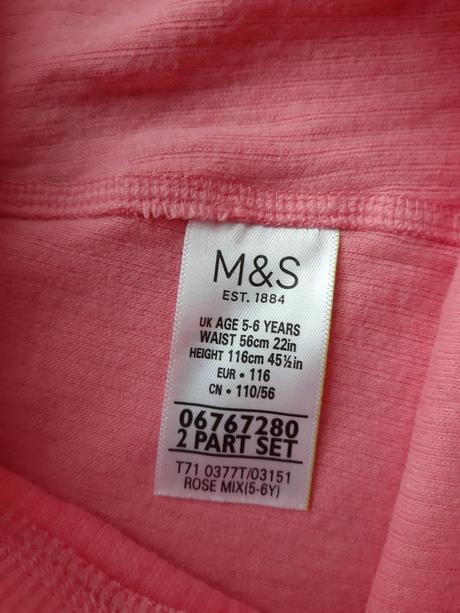 M&S
EST. 1884
UK AGE 5-6 YEARS
WAIST 56cm 22in
HEIGHT 116cm 45½in
EUR • 116
CN • 110/56
06767280
2 PART SET
T71 0377T/03151
ROSE MIX(5-6Y)